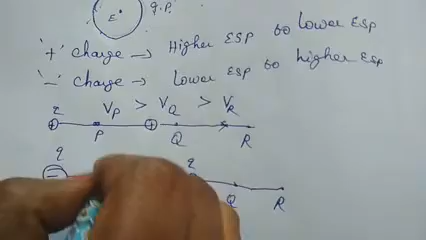 E q.p.
'+' charge → Higher ESP to lower ESP
'-' charge → lower ESP to higher ESP
V_P > V_Q > V_R
q
+ P + Q R
q q
- Q R